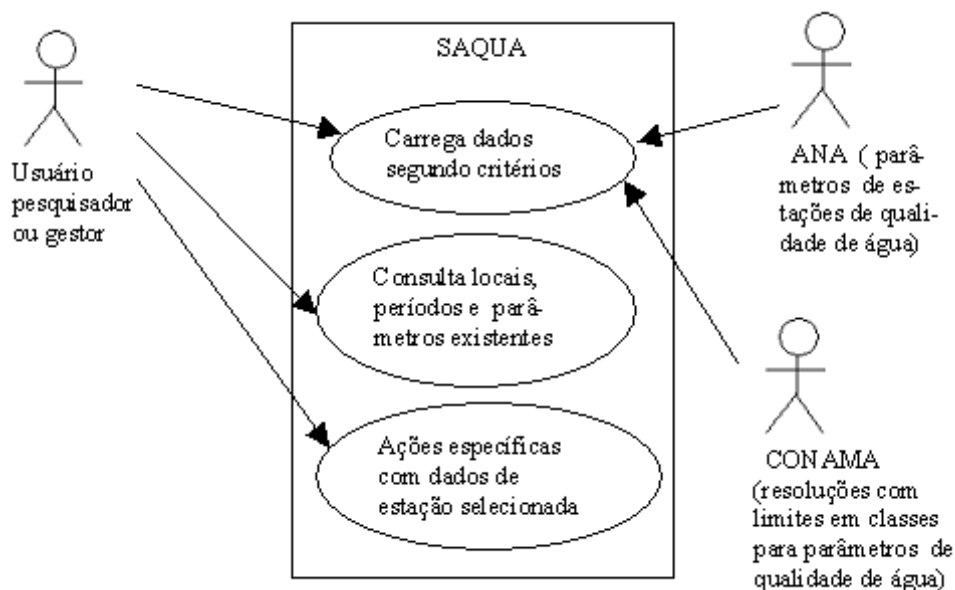 SAQUA
Usuário
pesquisador
ou gestor
Carrega dados
segundo critérios
Consulta locais,
períodos e parâ-
metros existentes
Ações específicas
com dados de
estação selecionada
ANA ( parâ-
metros de es-
tações de quali-
dade de água)
CONAMA
(resoluções com
limites em classes
para parâmetros de
qualidade de água)